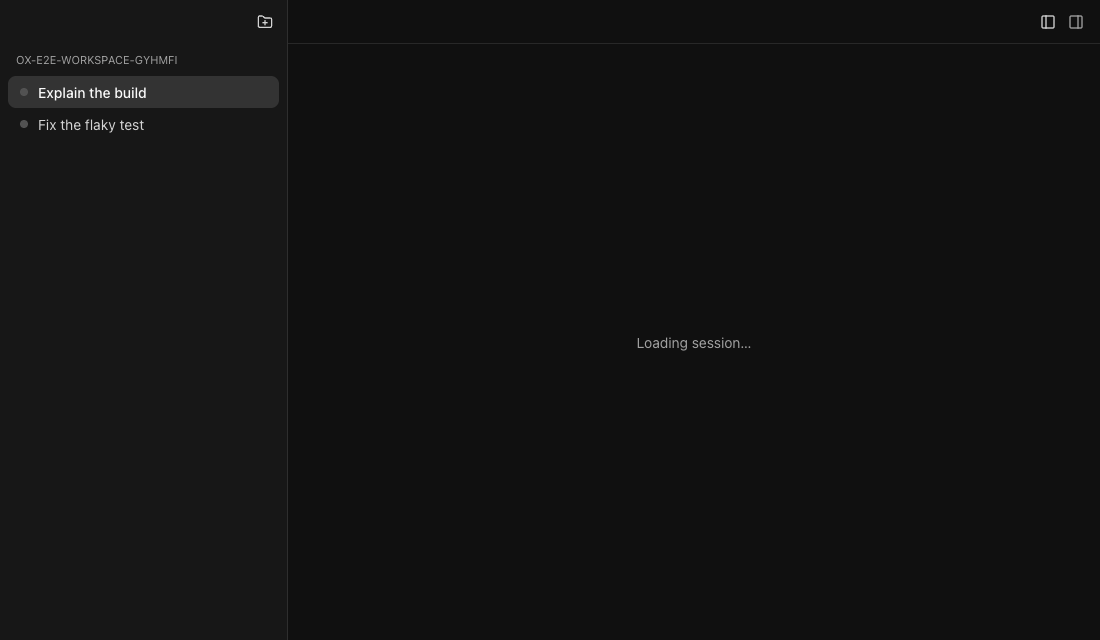 OX-E2E-WORKSPACE-GYHMFI
Explain the build
Fix the flaky test
Loading session...